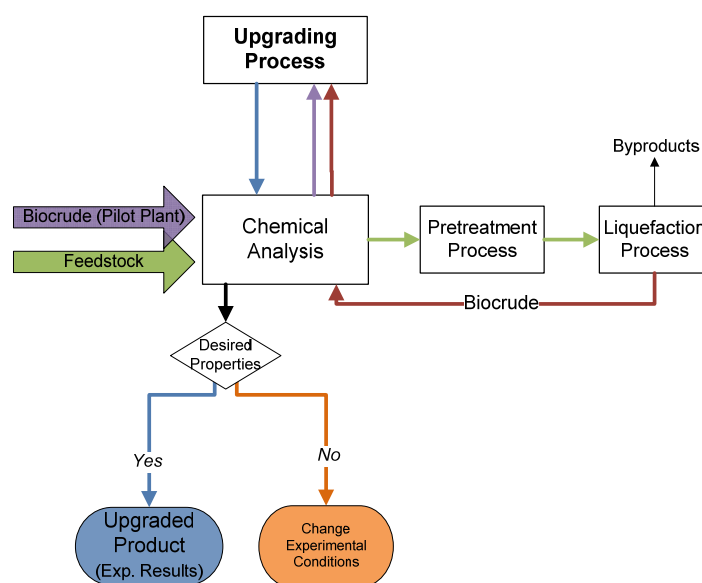 Upgrading
Process
Byproducts
Biocrude (Pilot Plant)
Feedstock
Chemical
Analysis
Pretreatment
Process
Liquefaction
Process
Biocrude
Desired
Properties
Yes
No
Upgraded
Product
(Exp. Results)
Change
Experimental
Conditions